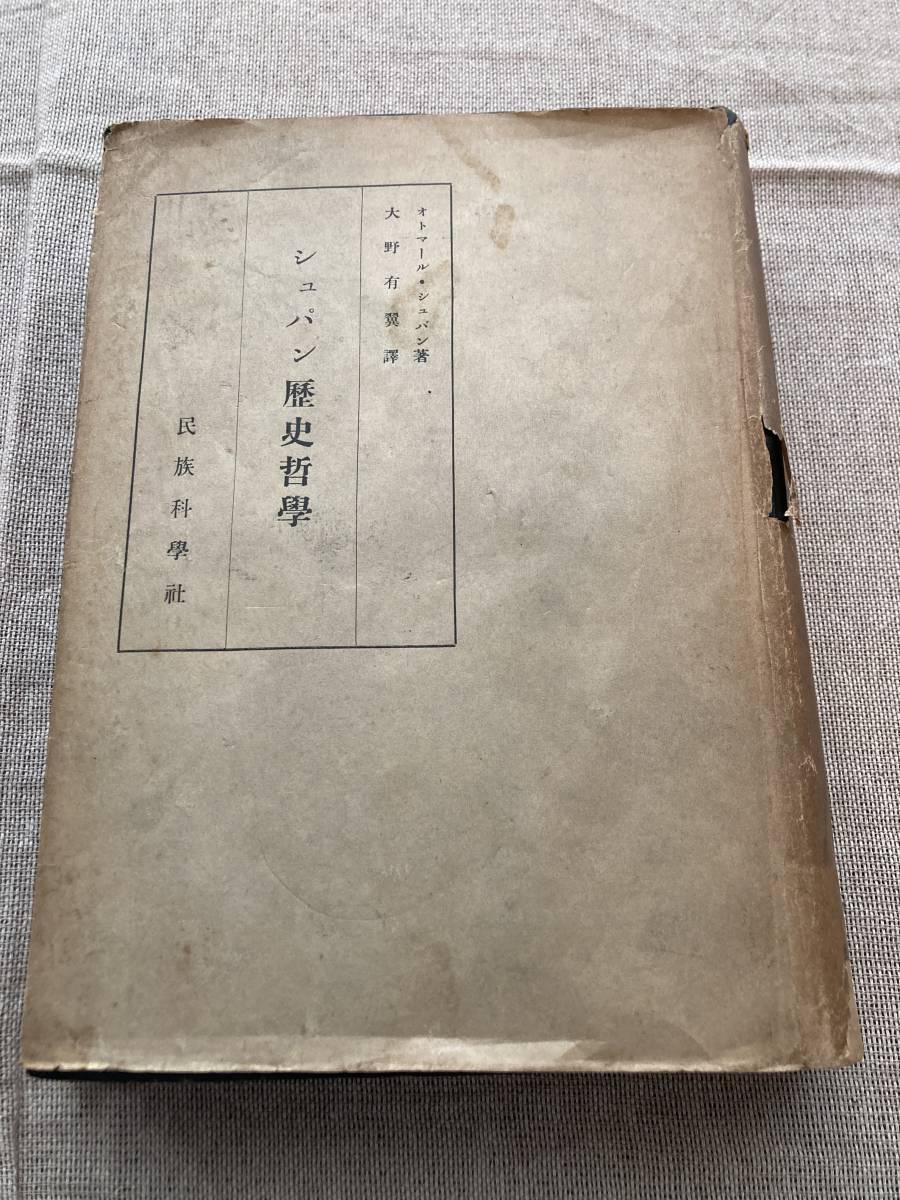 オトマール・シュパン著
大野有翼譯
シュパン歷史哲學
民族科學社